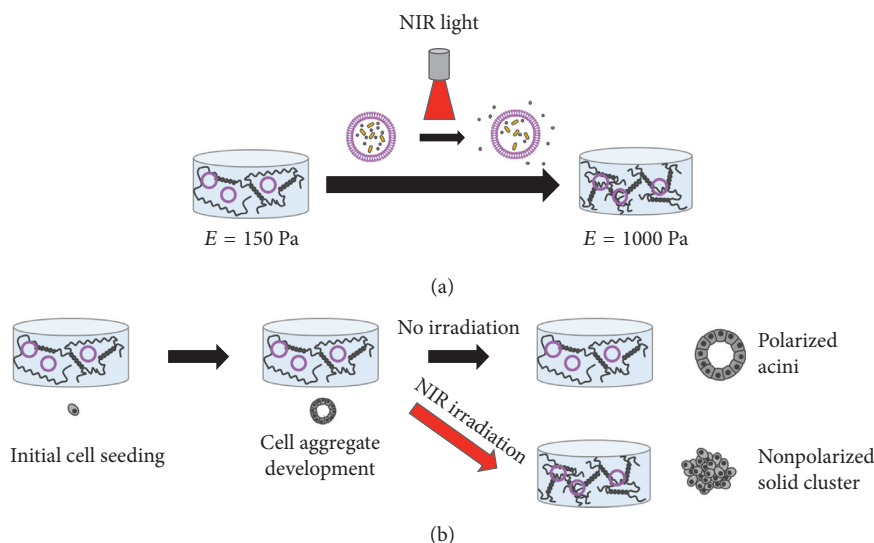 NIR light
E = 150 Pa
E = 1000 Pa
(a)
No irradiation
NIR irradiation
Polarized
acini
Initial cell seeding
Cell aggregate
development
Nonpolarized
solid cluster
(b)